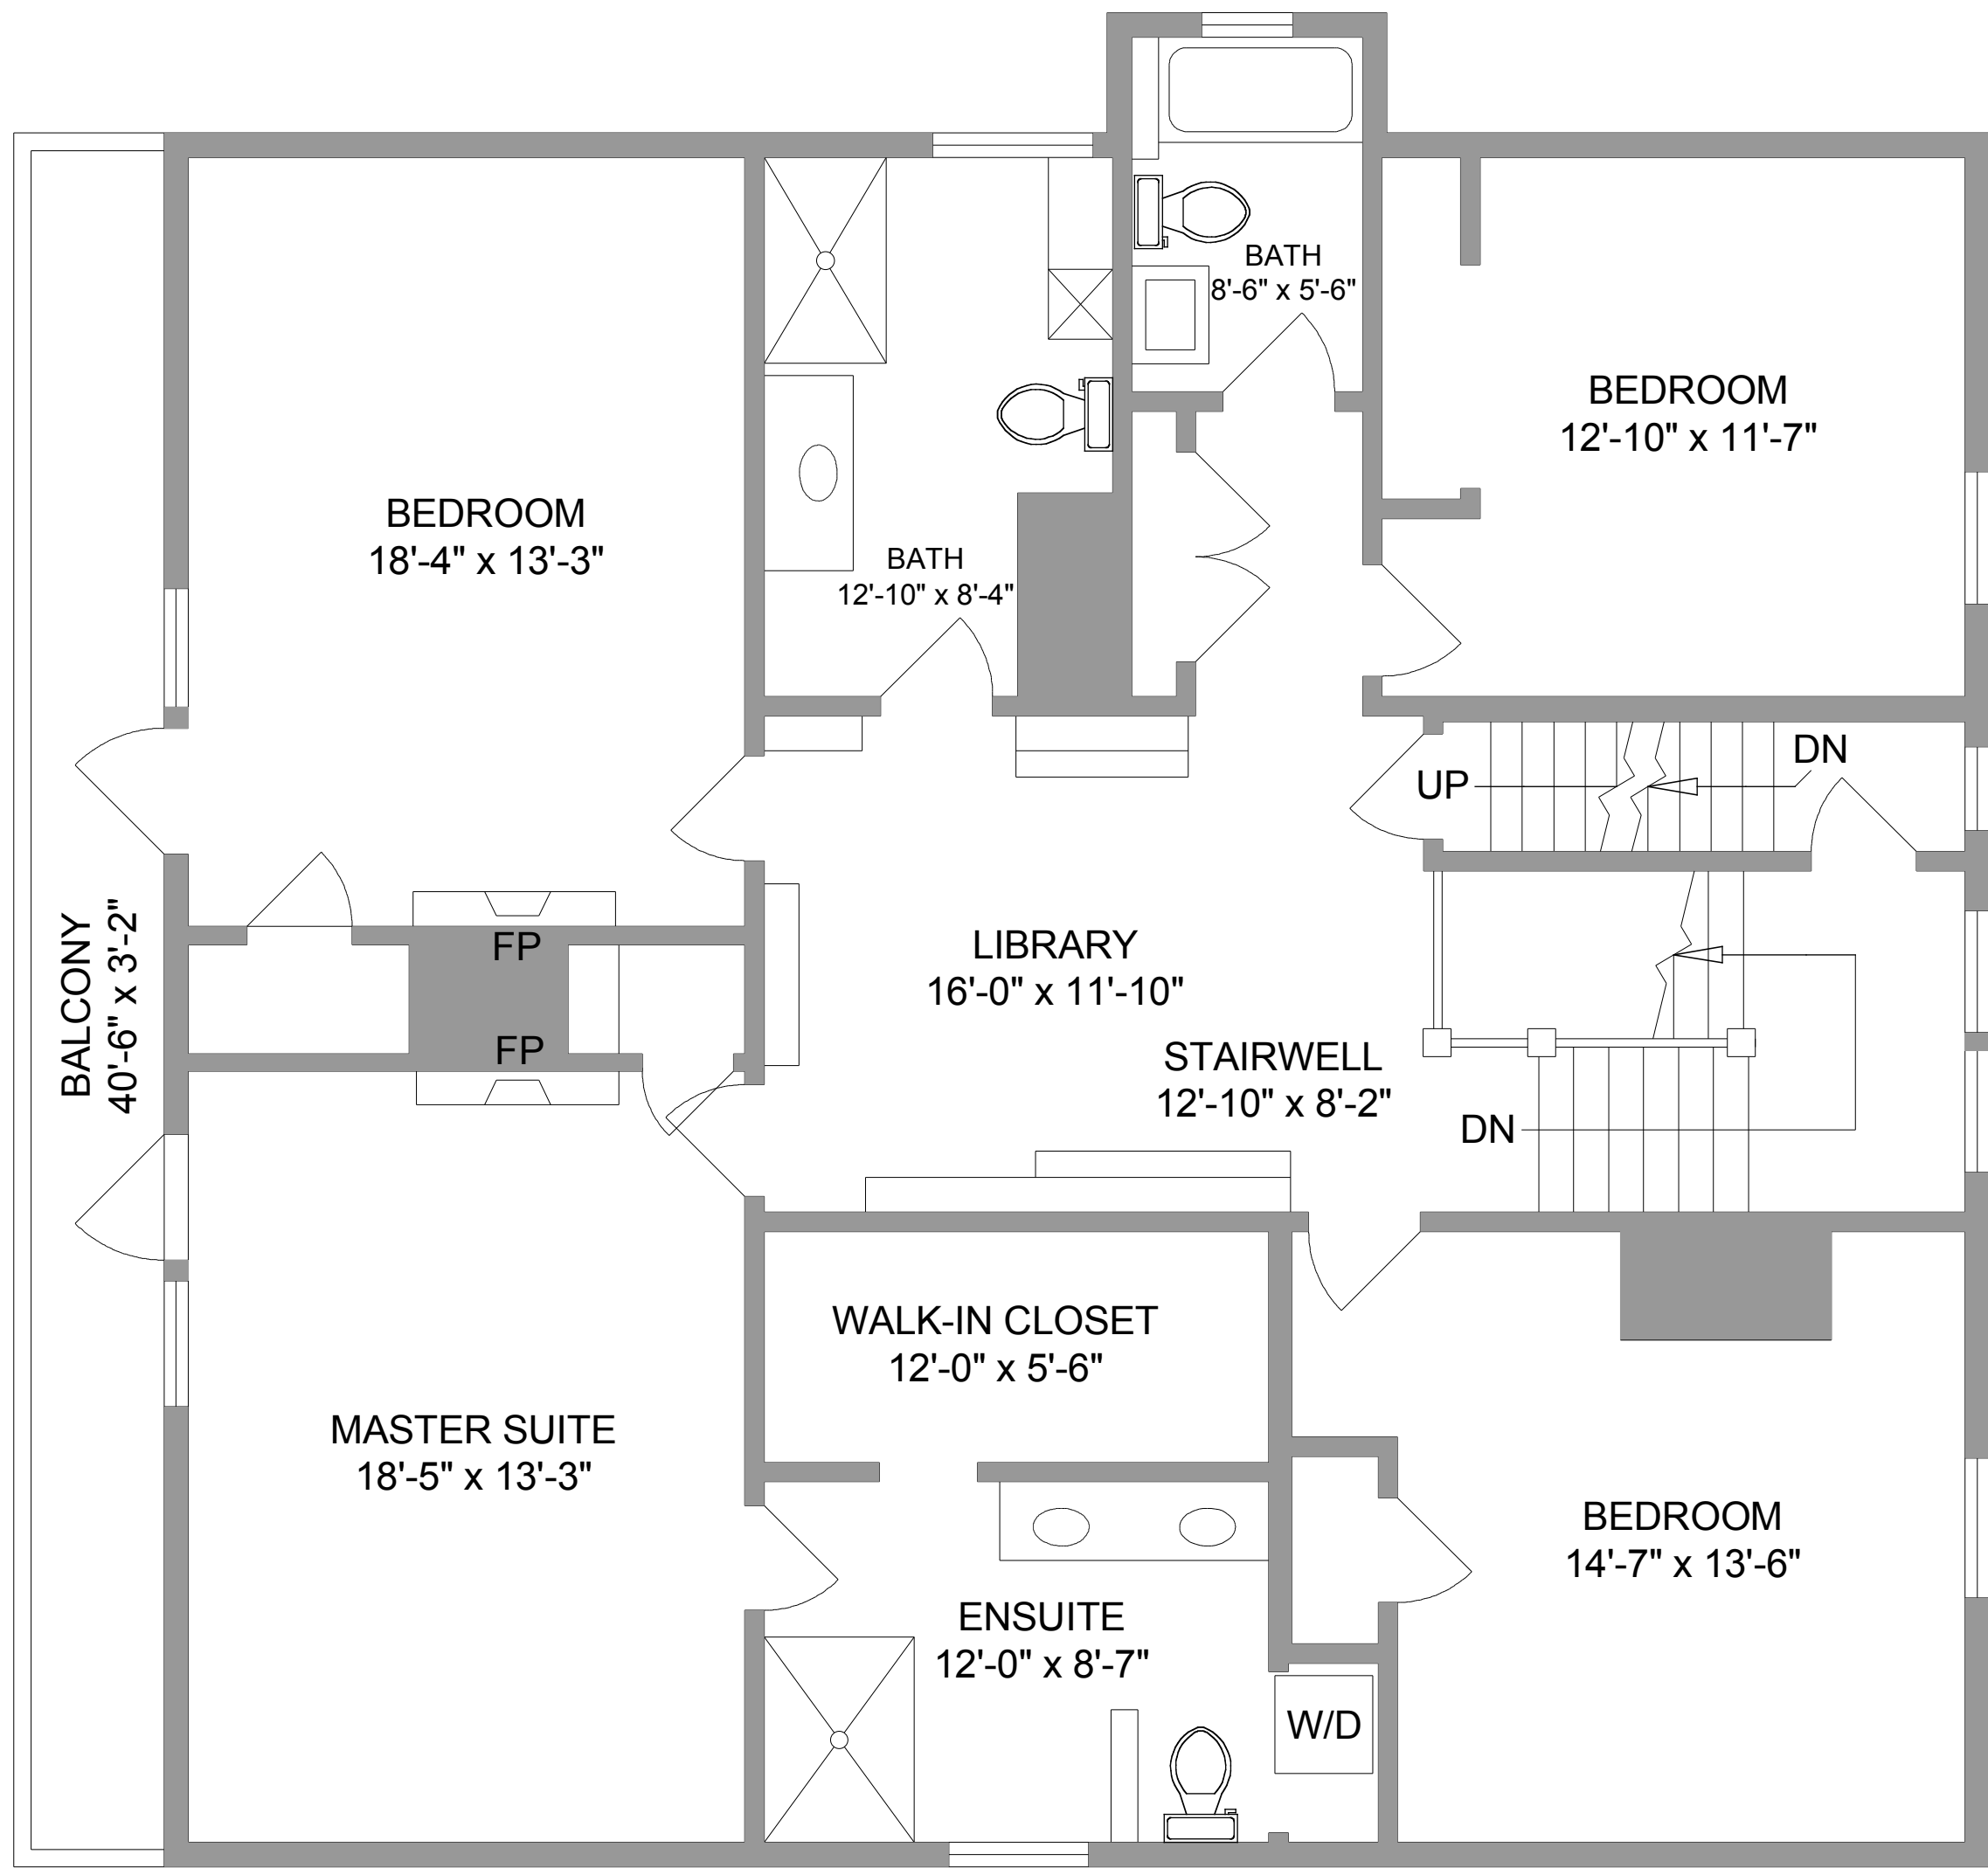 BATH
8'-6" x 5'-6"
BEDROOM
12'-10" x 11'-7"
BEDROOM
18'-4" x 13'-3"
BATH
12'-10" x 8'-4"
UP
DN
BALCONY
40'-6" x 3'-2"
FP
FP
LIBRARY
16'-0" x 11'-10"
STAIRWELL
12'-10" x 8'-2"
DN
WALK-IN CLOSET
12'-0" x 5'-6"
MASTER SUITE
18'-5" x 13'-3"
BEDROOM
14'-7" x 13'-6"
ENSUITE
12'-0" x 8'-7"
W/D